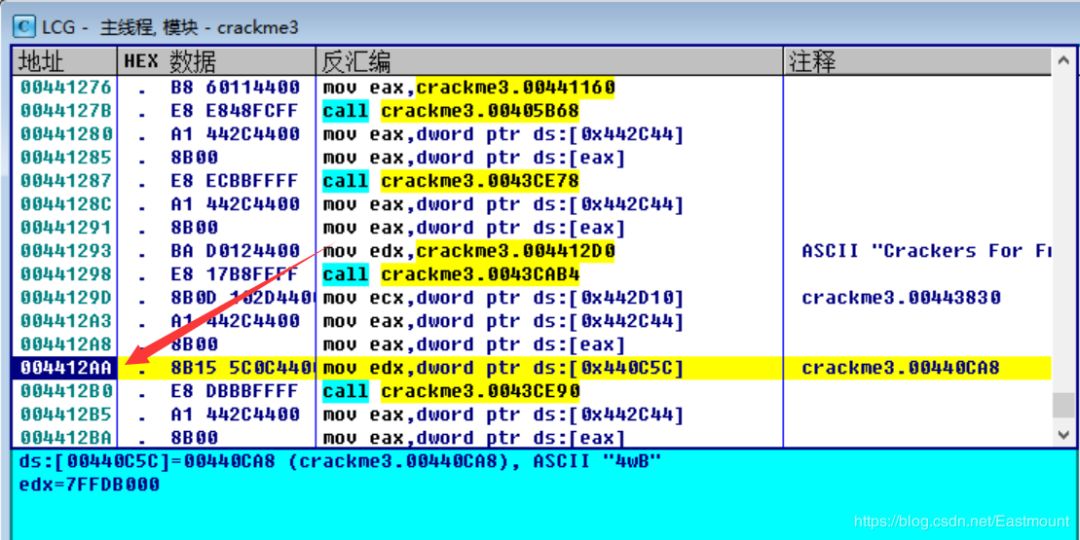 LCG - 主线程, 模块 - crackme3
地址 HEX 数据 反汇编 注释
00441276 . B8 60114400 mov eax,crackme3.00441160
0044127B . E8 E848FCFF call crackme3.00405B68
00441280 . A1 442C4400 mov eax,dword ptr ds:[0x442C44]
00441285 . 8B00 mov eax,dword ptr ds:[eax]
00441287 . E8 ECBBFFFF call crackme3.0043CE78
0044128C . A1 442C4400 mov eax,dword ptr ds:[0x442C44]
00441291 . 8B00 mov eax,dword ptr ds:[eax]
00441293 . BA D0124400 mov edx,crackme3.004412D0 ASCII "Crackers For Fr
00441298 . E8 17B8FFFF call crackme3.0043CAB4
0044129D . 8B0D 102D440 mov ecx,dword ptr ds:[0x442D10] crackme3.00443830
004412A3 . A1 442C4400 mov eax,dword ptr ds:[0x442C44]
004412A8 . 8B00 mov eax,dword ptr ds:[eax]
004412AA . 8B15 5C0C440 mov edx,dword ptr ds:[0x440C5C] crackme3.00440CA8
004412B0 . E8 DBBBFFFF call crackme3.0043CE90
004412B5 . A1 442C4400 mov eax,dword ptr ds:[0x442C44]
004412BA . 8B00 mov eax,dword ptr ds:[eax]
ds:[00440C5C]=00440CA8 (crackme3.00440CA8), ASCII "4wB"
edx=7FFDB000
https://blog.csdn.net/Eastmount